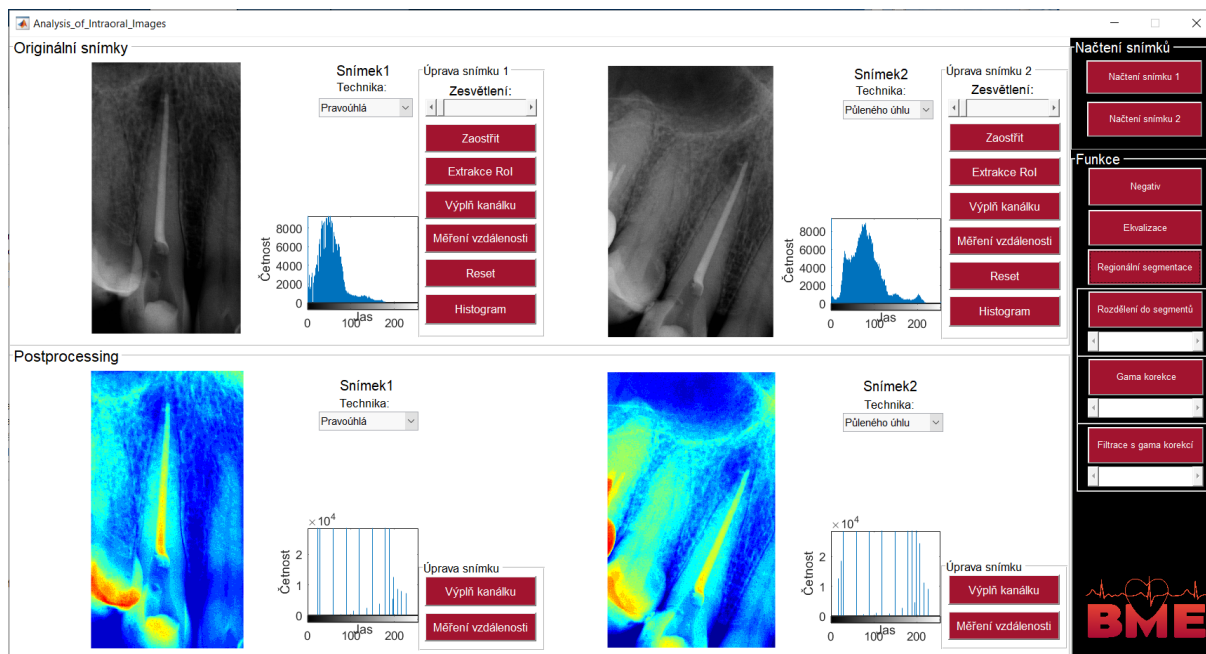 Analysis_of_Intraoral_Images
Originální snímky
Snímek1
Technika:
Pravoúhlá
Četnost
8000
6000
4000
2000
0
0
100
200
Jas
Úprava snímku 1
Zesvětlení:
Zaostřit
Extrakce RoI
Výplň kanálku
Měření vzdálenosti
Reset
Histogram
Snímek2
Technika:
Půleného úhlu
Četnost
8000
6000
4000
2000
0
0
100
200
Jas
Úprava snímku 2
Zesvětlení:
Zaostřit
Extrakce RoI
Výplň kanálku
Měření vzdálenosti
Reset
Histogram
Postprocessing
Snímek1
Technika:
Pravoúhlá
× 10^4
Četnost
2
1
0
0
100
200
Jas
Úprava snímku
Výplň kanálku
Měření vzdálenosti
Snímek2
Technika:
Půleného úhlu
× 10^4
Četnost
2
1
0
0
100
200
Jas
Úprava snímku
Výplň kanálku
Měření vzdálenosti
Načtení snímků
Načtení snímku 1
Načtení snímku 2
Funkce
Negativ
Ekvalizace
Regionální segmentace
Rozdělení do segmentů
Gama korekce
Filtrace s gama korekcí
BME